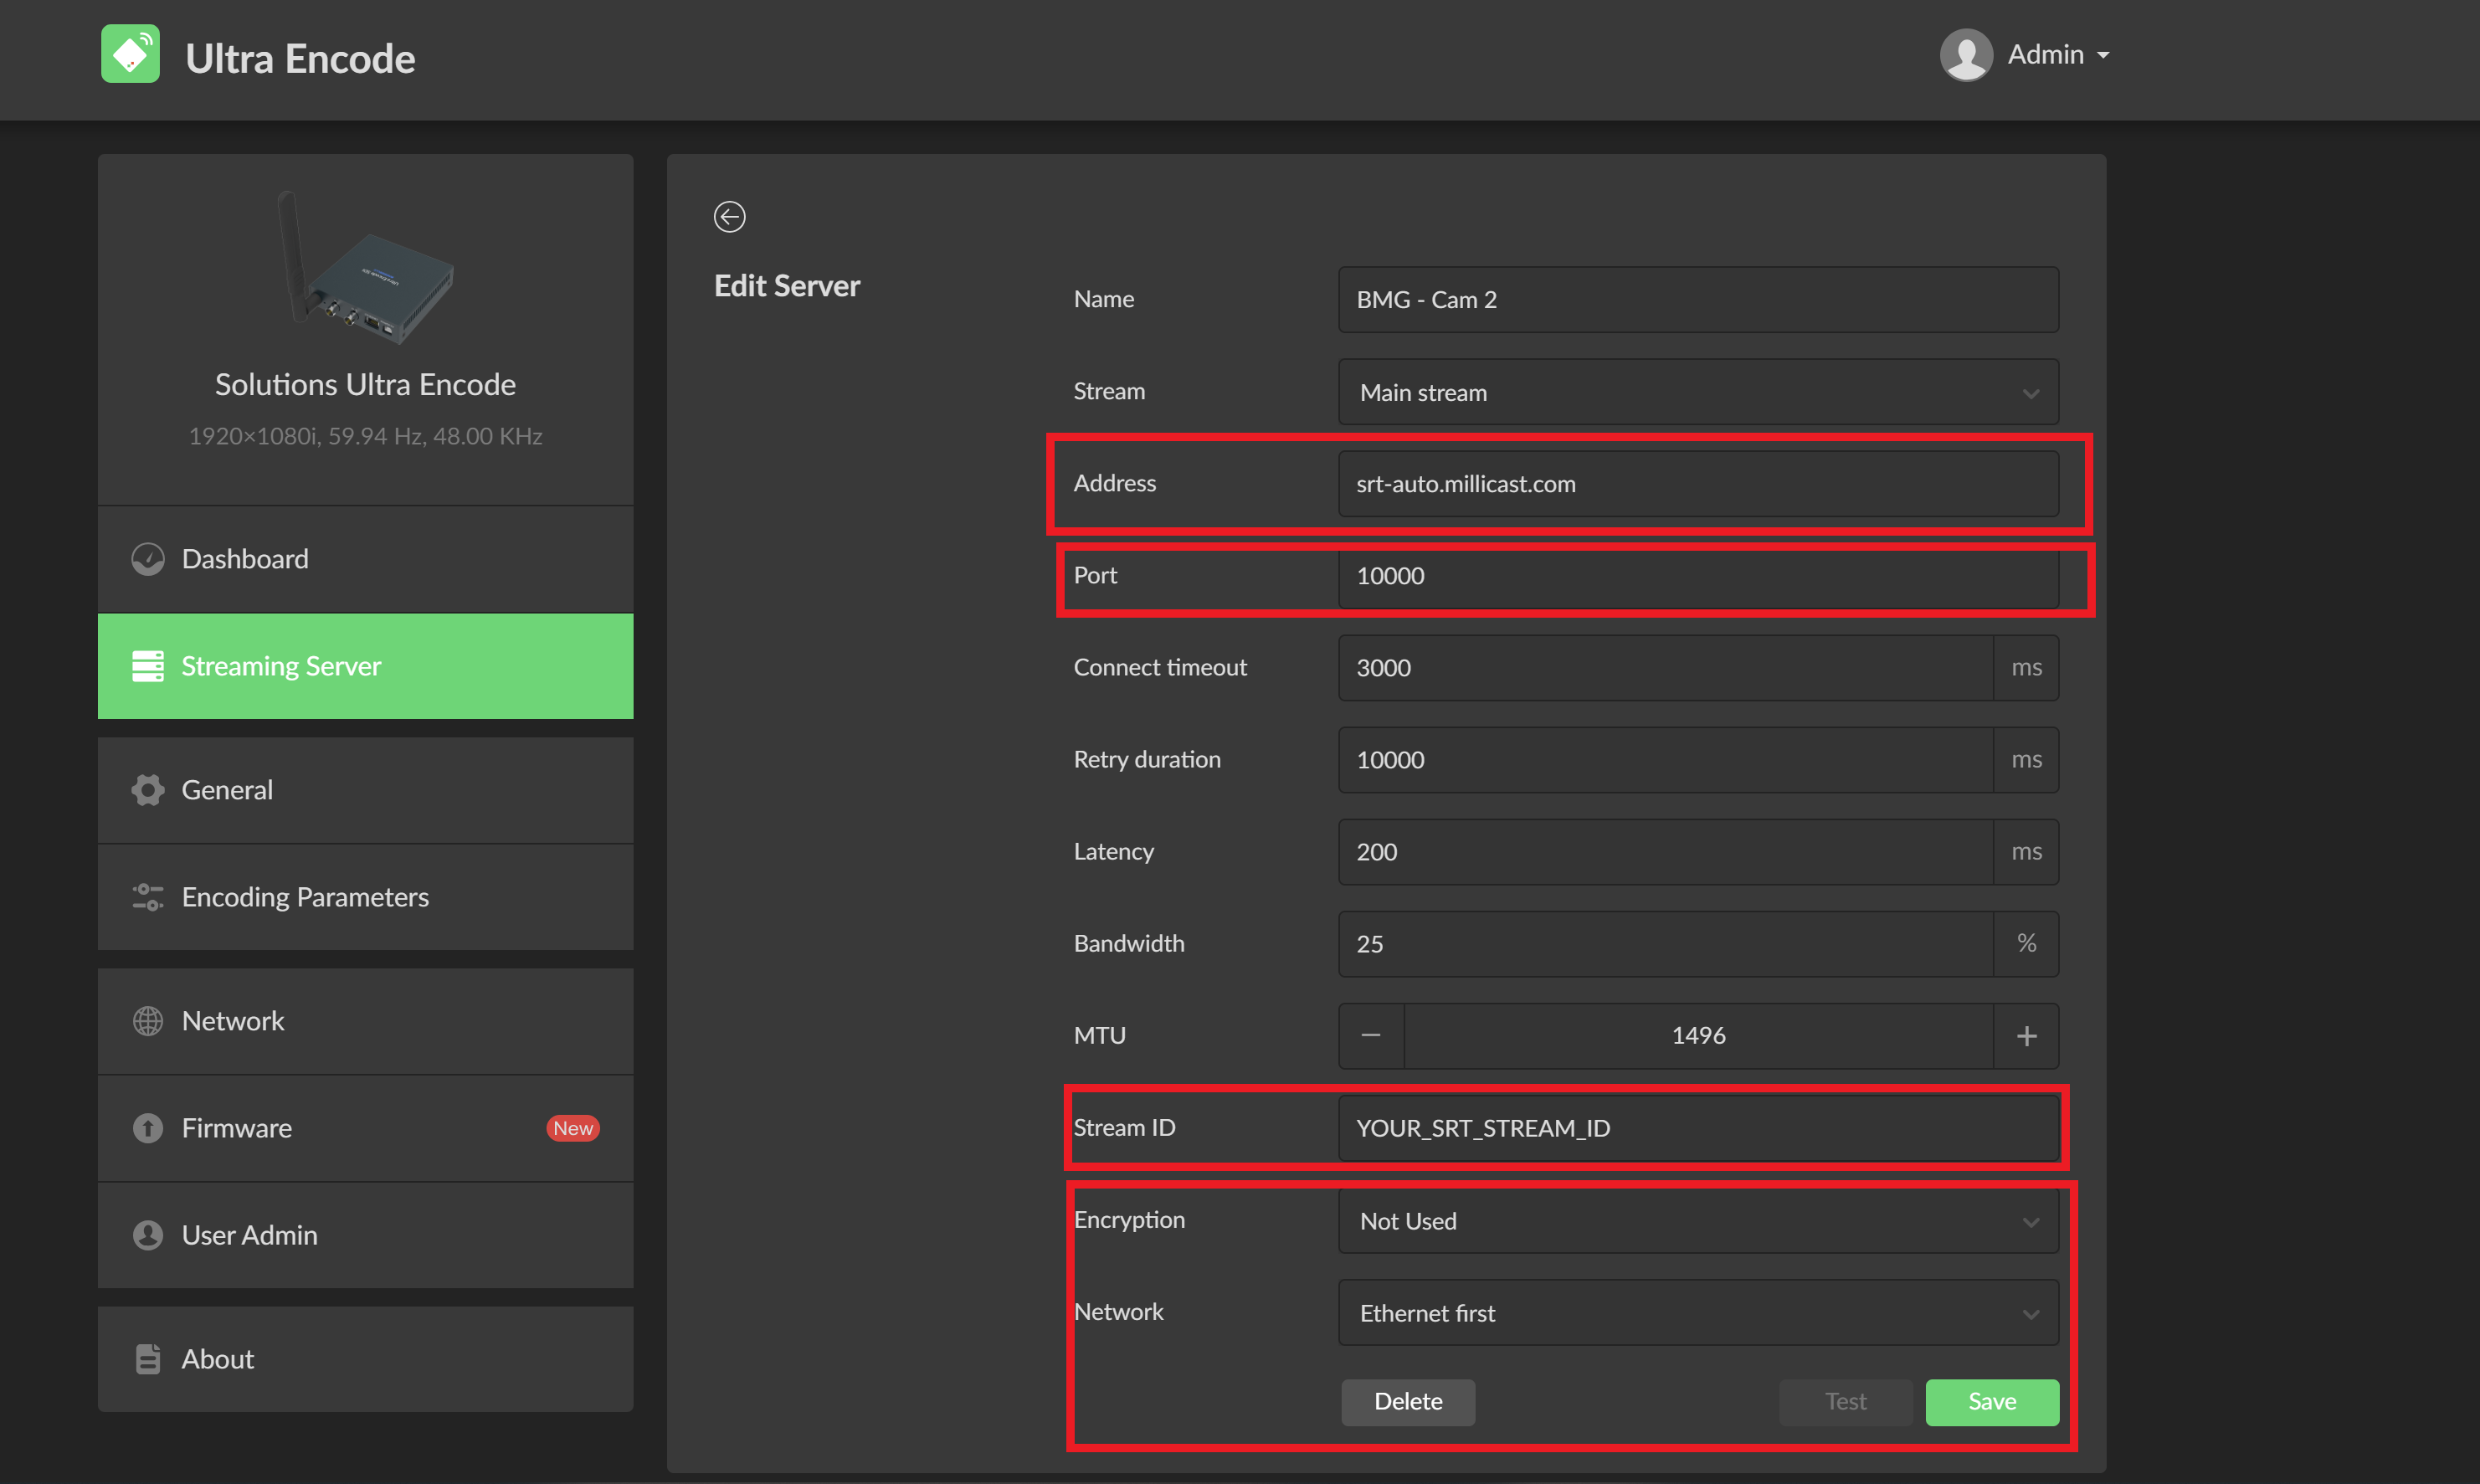 Ultra Encode
Admin
Solutions Ultra Encode
1920×1080i, 59.94 Hz, 48.00 KHz
Dashboard
Streaming Server
General
Encoding Parameters
Network
Firmware New
User Admin
About
Edit Server
Name BMG - Cam 2
Stream Main stream
Address srt-auto.millicast.com
Port 10000
Connect timeout 3000 ms
Retry duration 10000 ms
Latency 200 ms
Bandwidth 25 %
MTU − 1496 +
Stream ID YOUR_SRT_STREAM_ID
Encryption Not Used
Network Ethernet first
Delete Test Save